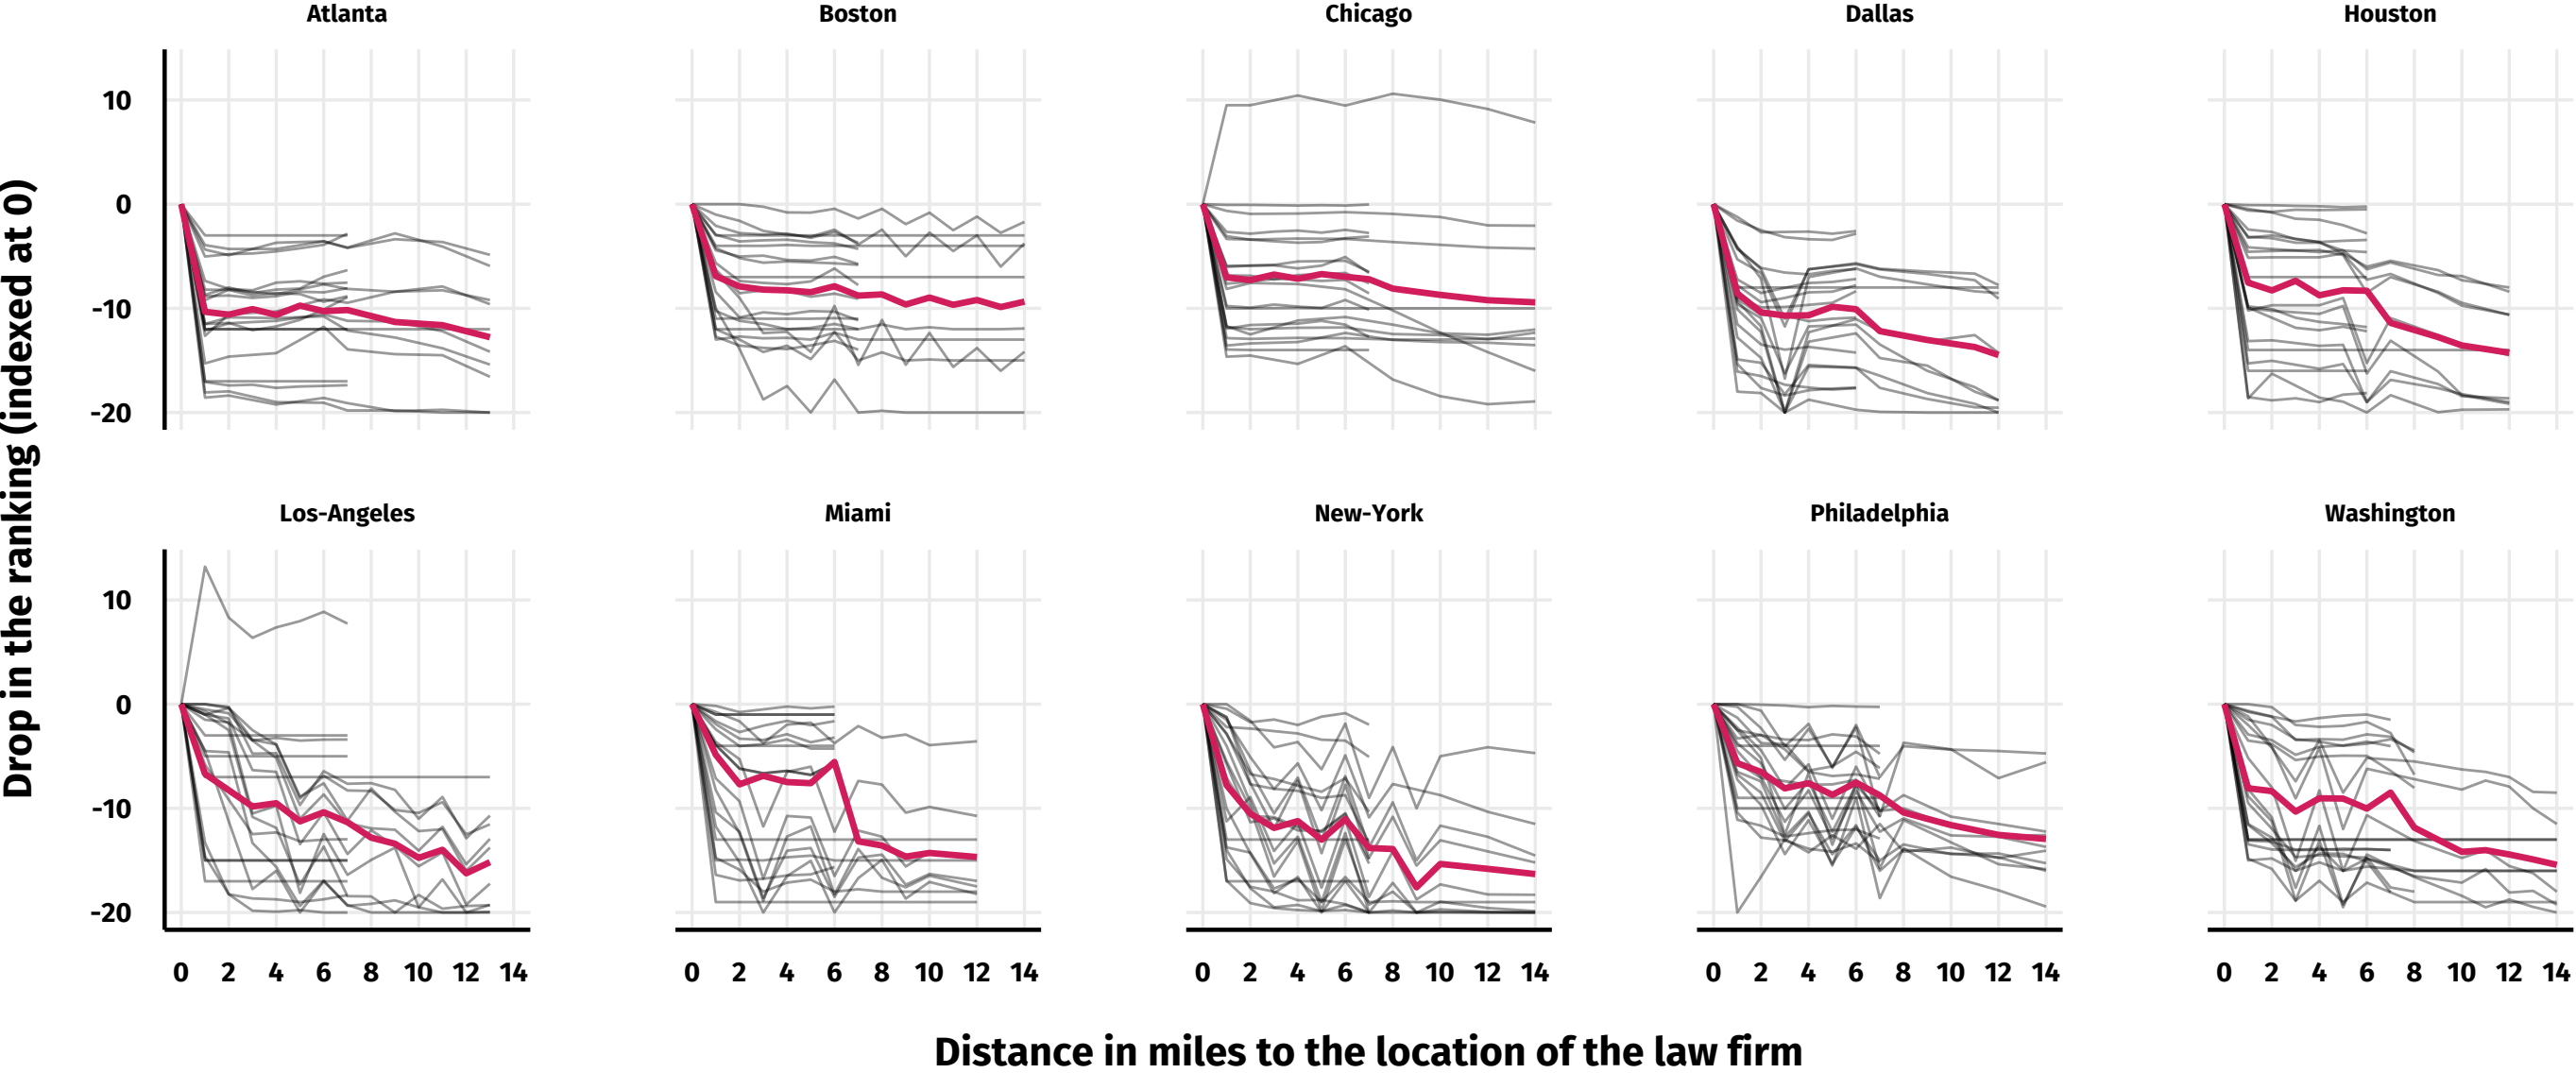 Atlanta Boston Chicago Dallas Houston
10
0
-10
-20
Los-Angeles Miami New-York Philadelphia Washington
10
0
-10
-20
0 2 4 6 8 10 12 14 0 2 4 6 8 10 12 14 0 2 4 6 8 10 12 14 0 2 4 6 8 10 12 14 0 2 4 6 8 10 12 14
Distance in miles to the location of the law firm
Drop in the ranking (indexed at 0)